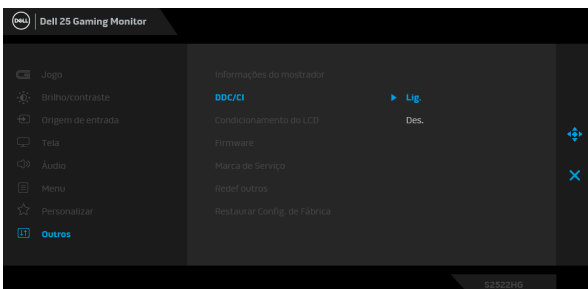 DELL
Dell 25 Gaming Monitor
Jogo
Brilho/contraste
Origem de entrada
Tela
Áudio
Menu
Personalizar
Outros
Informações do mostrador
DDC/CI
Condicionamento do LCD
Firmware
Marca de Serviço
Redef outros
Restaurar Config. de Fábrica
Lig.
Des.
S2522HG